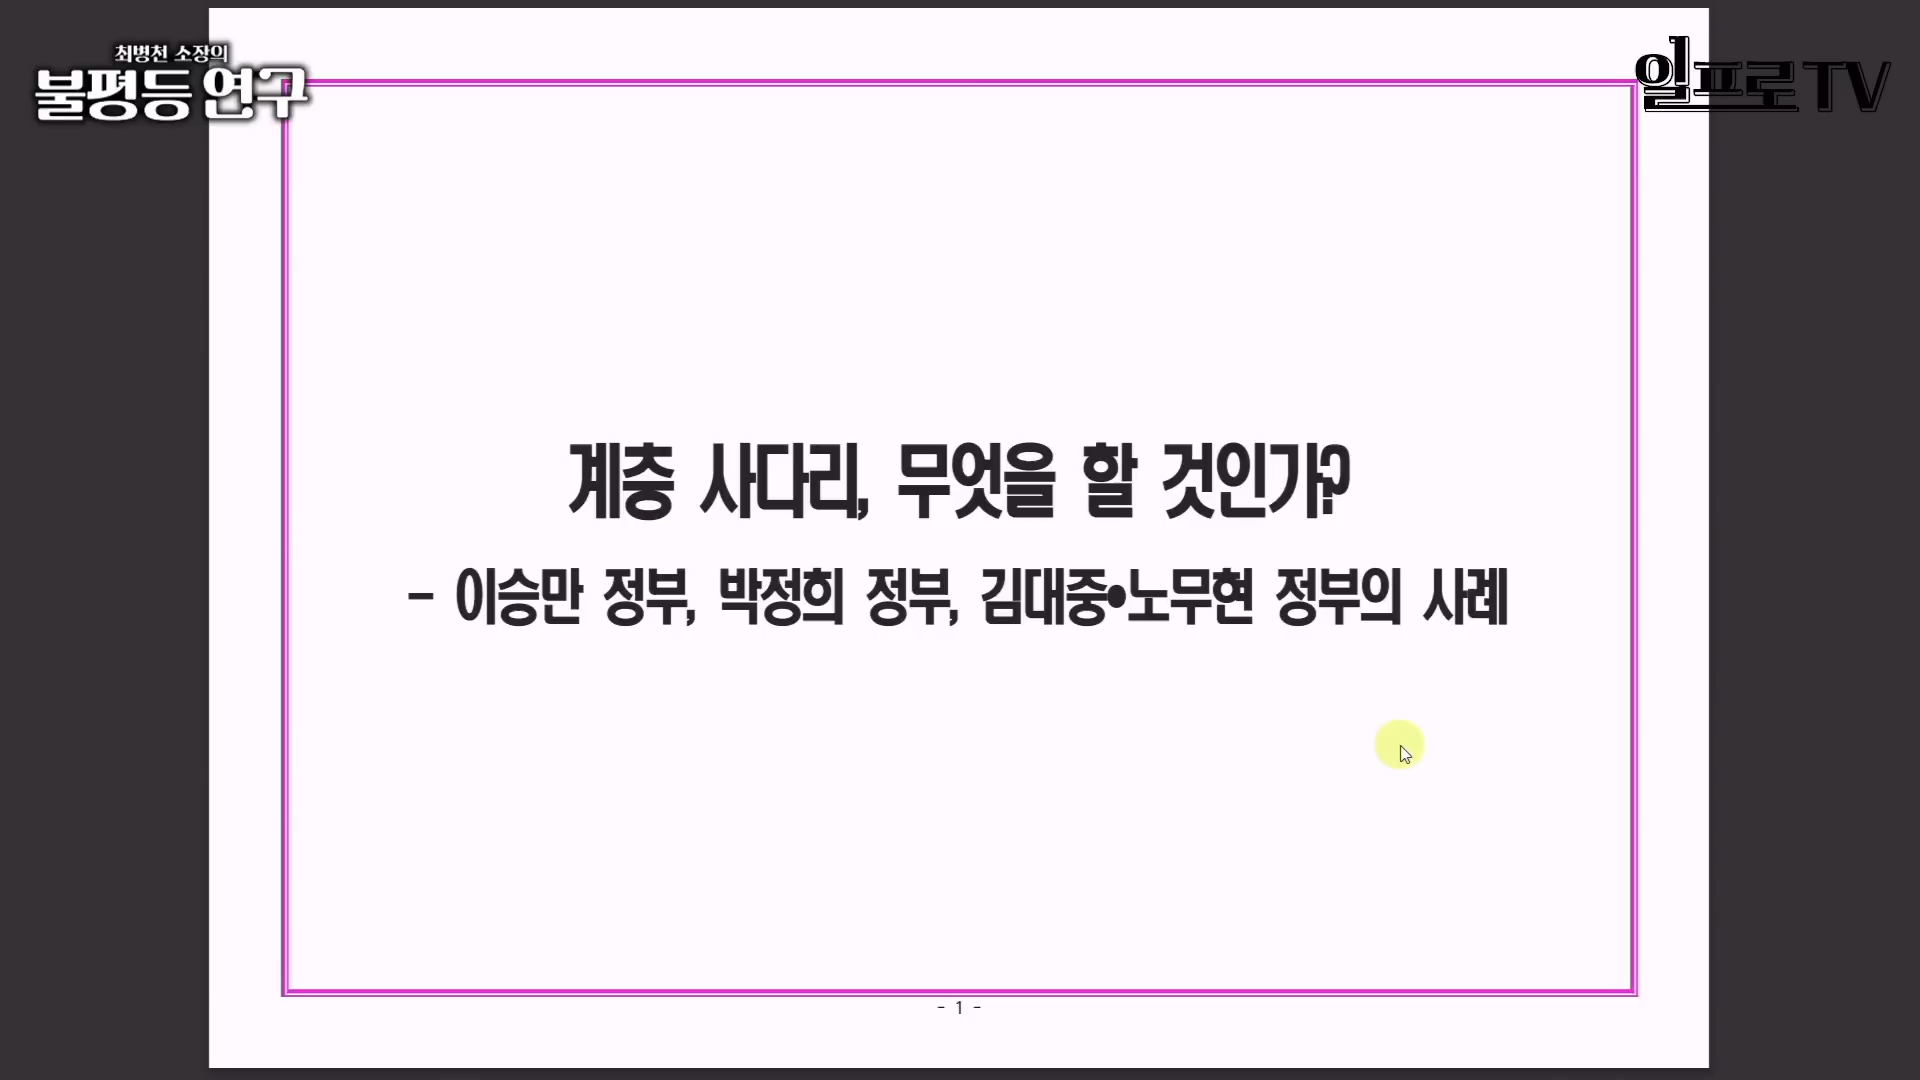 최병천 소장의
불평등 연구
일프로TV
계층 사다리, 무엇을 할 것인가?
- 이승만 정부, 박정희 정부, 김대중•노무현 정부의 사례
- 1 -